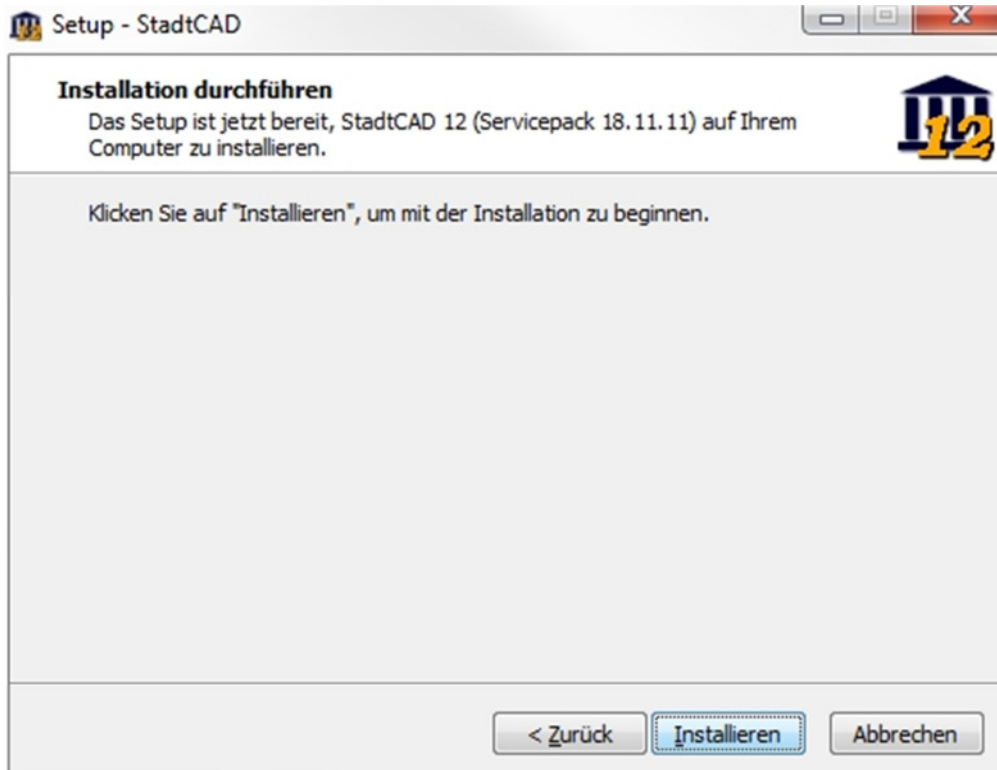 Setup - StadtCAD
Installation durchführen
Das Setup ist jetzt bereit, StadtCAD 12 (Servicepack 18.11.11) auf Ihrem
Computer zu installieren.
12
Klicken Sie auf "Installieren", um mit der Installation zu beginnen.
< Zurück Installieren Abbrechen